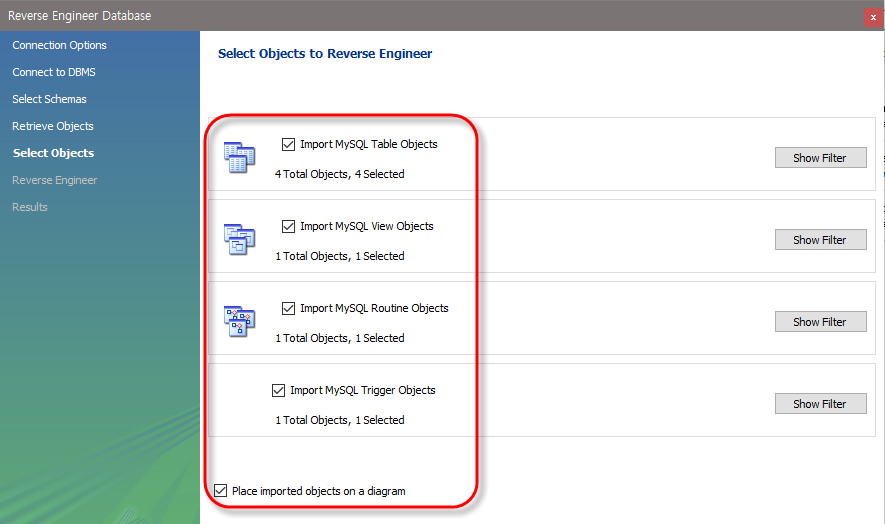 Reverse Engineer Database
x
Connection Options
Connect to DBMS
Select Schemas
Retrieve Objects
Select Objects
Reverse Engineer
Results
Select Objects to Reverse Engineer
Import MySQL Table Objects
4 Total Objects, 4 Selected
Show Filter
Import MySQL View Objects
1 Total Objects, 1 Selected
Show Filter
Import MySQL Routine Objects
1 Total Objects, 1 Selected
Show Filter
Import MySQL Trigger Objects
1 Total Objects, 1 Selected
Show Filter
Place imported objects on a diagram